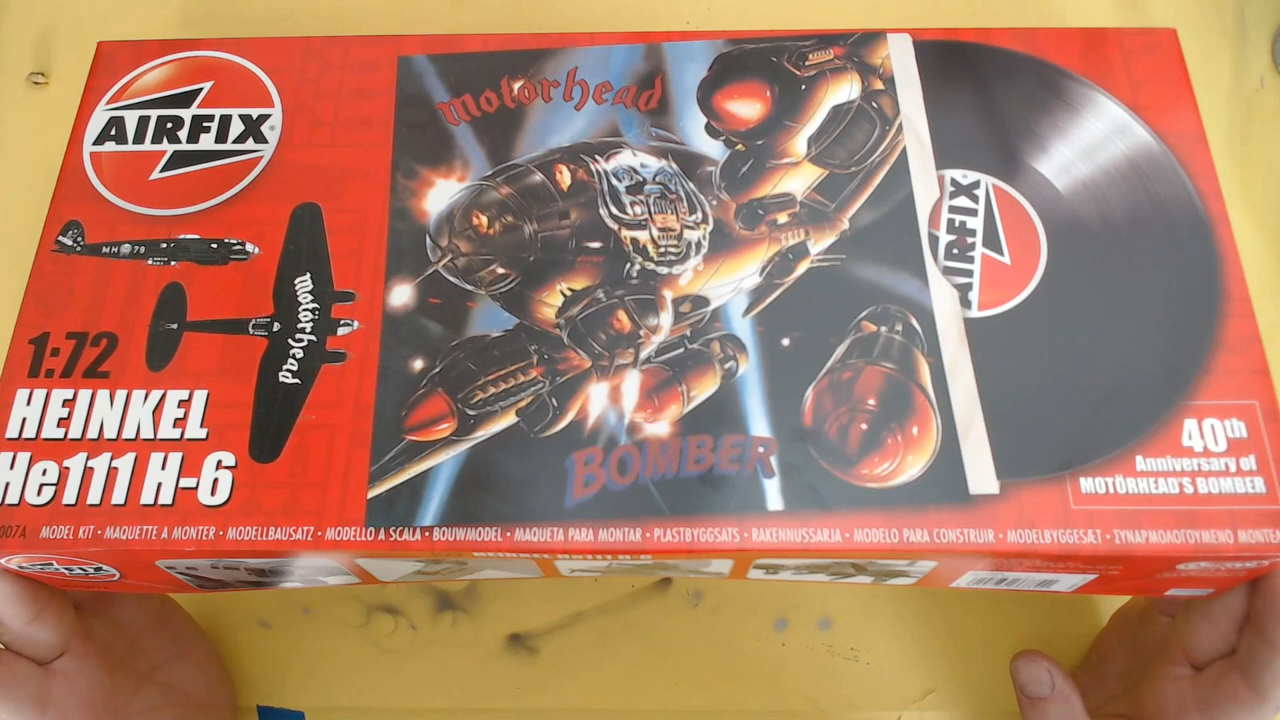 AIRFIX
motörhead
MH 79
motörhead
AIRFIX
1:72
HEINKEL
He111 H-6
BOMBER
40th
Anniversary of
MOTÖRHEAD'S BOMBER
007A MODEL KIT • MAQUETTE A MONTER • MODELLBAUSATZ • MODELLO A SCALA • BOUWMODEL • MAQUETA PARA MONTAR • PLASTBYGGSATS • RAKENNUSSARJA • MODELO PARA CONSTRUIR • MODELBYGGESÆT • ΣΥΝΑΡΜΟΛΟΓΟΥΜΕΝΟ ΜΟΝΤΕΛ
AIRFIX
HEINKEL He111 H-6